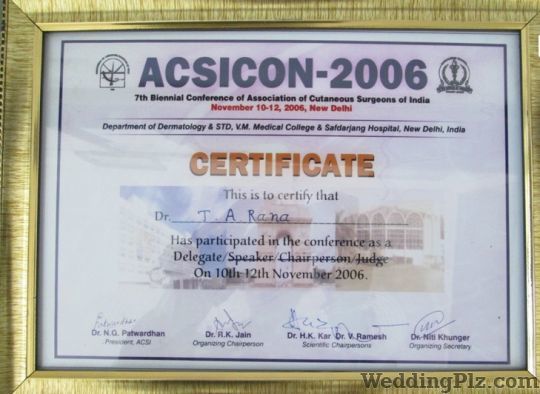 ACSICON-2006
7th Biennial Conference of Association of Cutaneous Surgeons of India
November 10-12, 2006, New Delhi
Department of Dermatology & STD, V.M. Medical College & Safdarjang Hospital, New Delhi, India
CERTIFICATE
This is to certify that
Dr. T. A. Rana
Has participated in the conference as a
Delegate/Speaker/Chairperson/Judge
On 10th 12th November 2006.
Patwardhan
Dr. N.G. Patwardhan Dr. R.K. Jain Dr. H.K. Kar Dr. V. Ramesh Dr. Niti Khunger
President, ACSI Organizing Chairperson Scientific Chairpersons Organizing Secretary
WeddingPlz.com